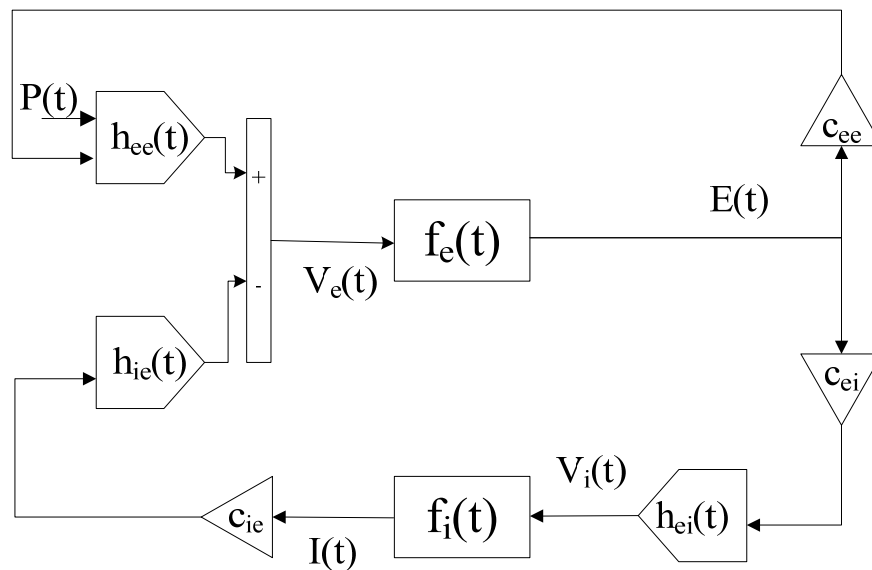 P(t)
h_ee(t)
c_ee
+
E(t)
f_e(t)
V_e(t)
-
h_ie(t)
c_ei
V_i(t)
c_ie
f_i(t)
h_ei(t)
I(t)